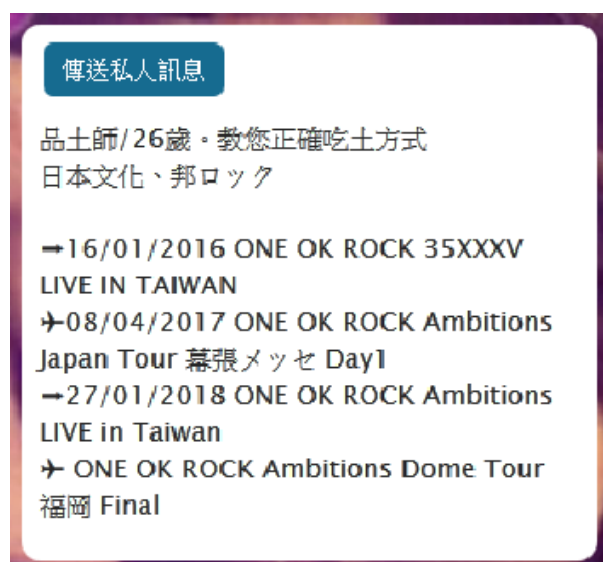 傳送私人訊息
品土師/26歲。教您正確吃土方式
日本文化、邦ロック
➞16/01/2016 ONE OK ROCK 35XXXV
LIVE IN TAIWAN
✈08/04/2017 ONE OK ROCK Ambitions
Japan Tour 幕張メッセ Day1
➞27/01/2018 ONE OK ROCK Ambitions
LIVE in Taiwan
✈ ONE OK ROCK Ambitions Dome Tour
福岡 Final